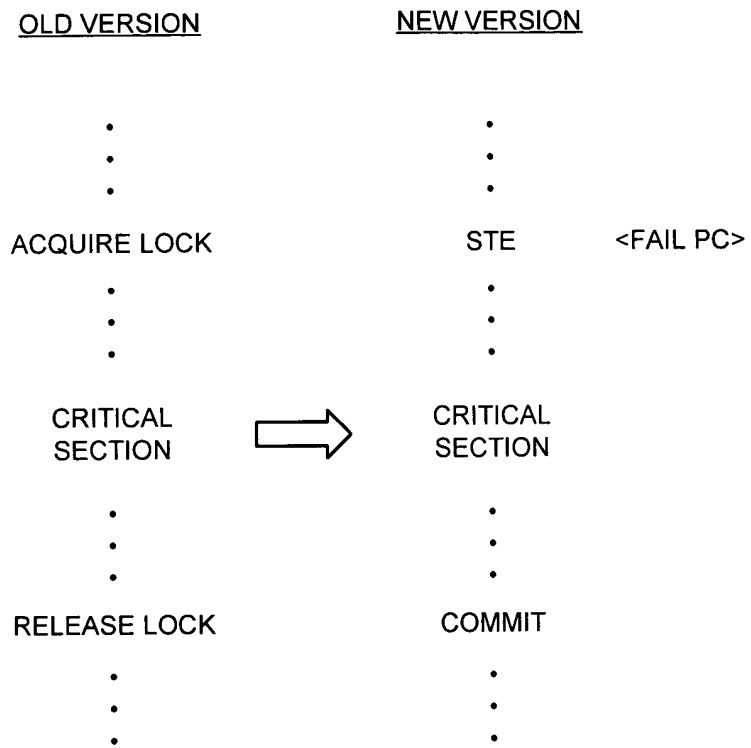 OLD VERSION
NEW VERSION
ACQUIRE LOCK
STE <FAIL PC>
CRITICAL
SECTION
CRITICAL
SECTION
RELEASE LOCK
COMMIT